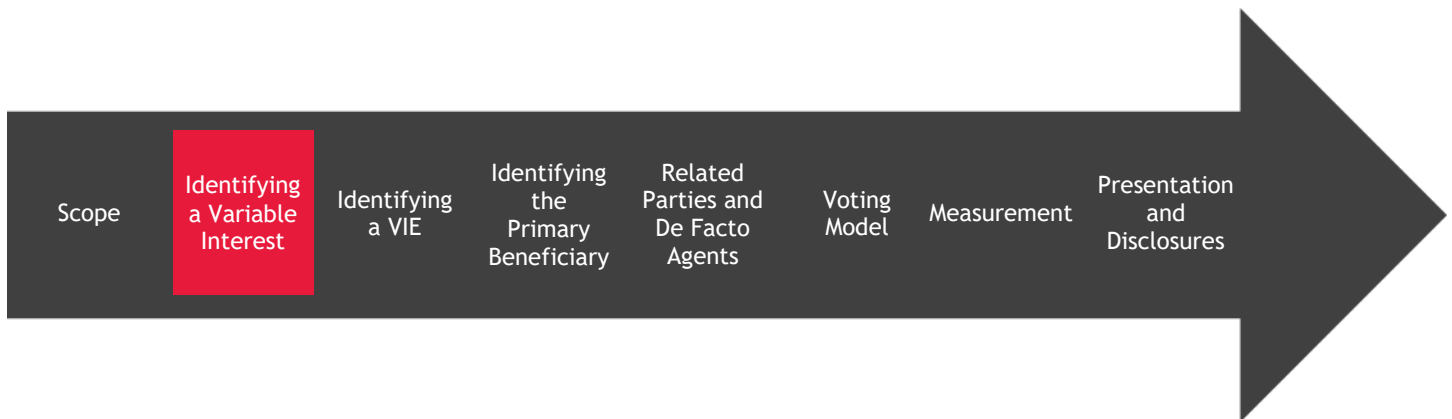 Scope
Identifying
a Variable
Interest
Identifying
a VIE
Identifying
the
Primary
Beneficiary
Related
Parties and
De Facto
Agents
Voting
Model
Measurement
Presentation
and
Disclosures